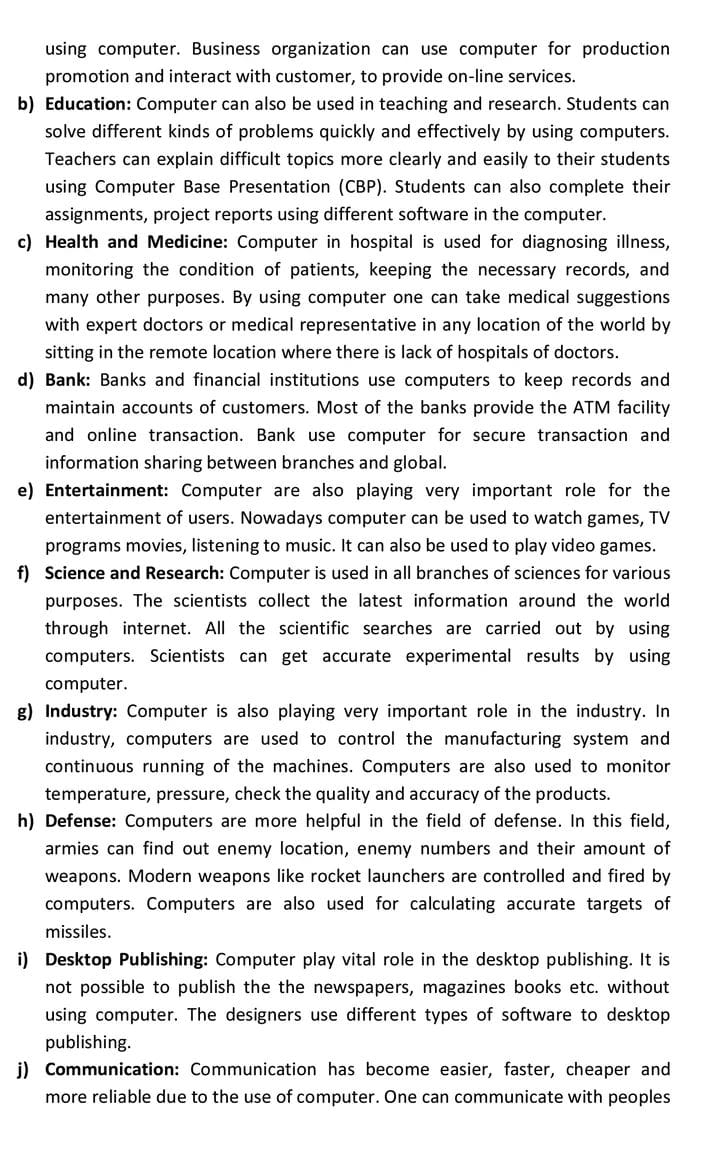 using computer. Business organization can use computer for production
promotion and interact with customer, to provide on-line services.
b) Education: Computer can also be used in teaching and research. Students can
solve different kinds of problems quickly and effectively by using computers.
Teachers can explain difficult topics more clearly and easily to their students
using Computer Base Presentation (CBP). Students can also complete their
assignments, project reports using different software in the computer.
c) Health and Medicine: Computer in hospital is used for diagnosing illness,
monitoring the condition of patients, keeping the necessary records, and
many other purposes. By using computer one can take medical suggestions
with expert doctors or medical representative in any location of the world by
sitting in the remote location where there is lack of hospitals of doctors.
d) Bank: Banks and financial institutions use computers to keep records and
maintain accounts of customers. Most of the banks provide the ATM facility
and online transaction. Bank use computer for secure transaction and
information sharing between branches and global.
e) Entertainment: Computer are also playing very important role for the
entertainment of users. Nowadays computer can be used to watch games, TV
programs movies, listening to music. It can also be used to play video games.
f) Science and Research: Computer is used in all branches of sciences for various
purposes. The scientists collect the latest information around the world
through internet. All the scientific searches are carried out by using
computers. Scientists can get accurate experimental results by using
computer.
g) Industry: Computer is also playing very important role in the industry. In
industry, computers are used to control the manufacturing system and
continuous running of the machines. Computers are also used to monitor
temperature, pressure, check the quality and accuracy of the products.
h) Defense: Computers are more helpful in the field of defense. In this field,
armies can find out enemy location, enemy numbers and their amount of
weapons. Modern weapons like rocket launchers are controlled and fired by
computers. Computers are also used for calculating accurate targets of
missiles.
i) Desktop Publishing: Computer play vital role in the desktop publishing. It is
not possible to publish the the newspapers, magazines books etc. without
using computer. The designers use different types of software to desktop
publishing.
j) Communication: Communication has become easier, faster, cheaper and
more reliable due to the use of computer. One can communicate with peoples